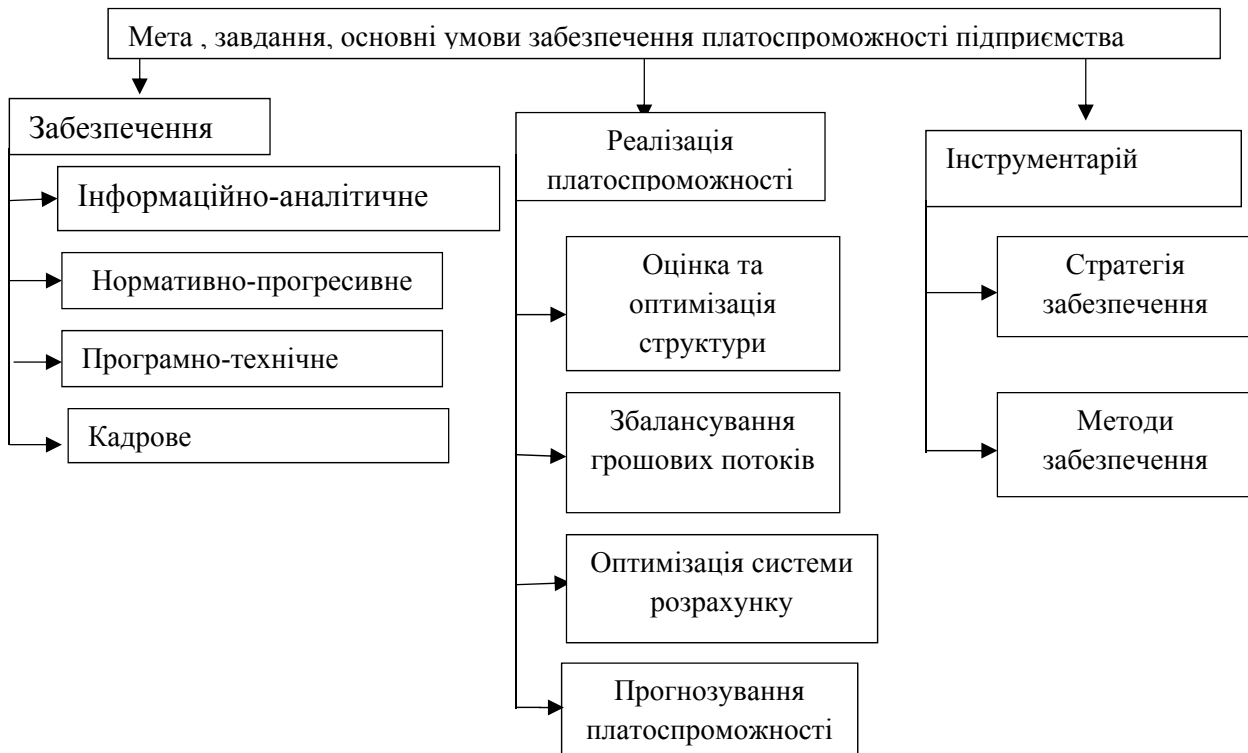 Мета , завдання, основні умови забезпечення платоспроможності підприємства
Забезпечення
Інформаційно-аналітичне
Нормативно-прогресивне
Програмно-технічне
Кадрове
Реалізація
платоспроможності
Оцінка та
оптимізація
структури
Збалансування
грошових потоків
Оптимізація системи
розрахунку
Прогнозування
платоспроможності
Інструментарій
Стратегія
забезпечення
Методи
забезпечення